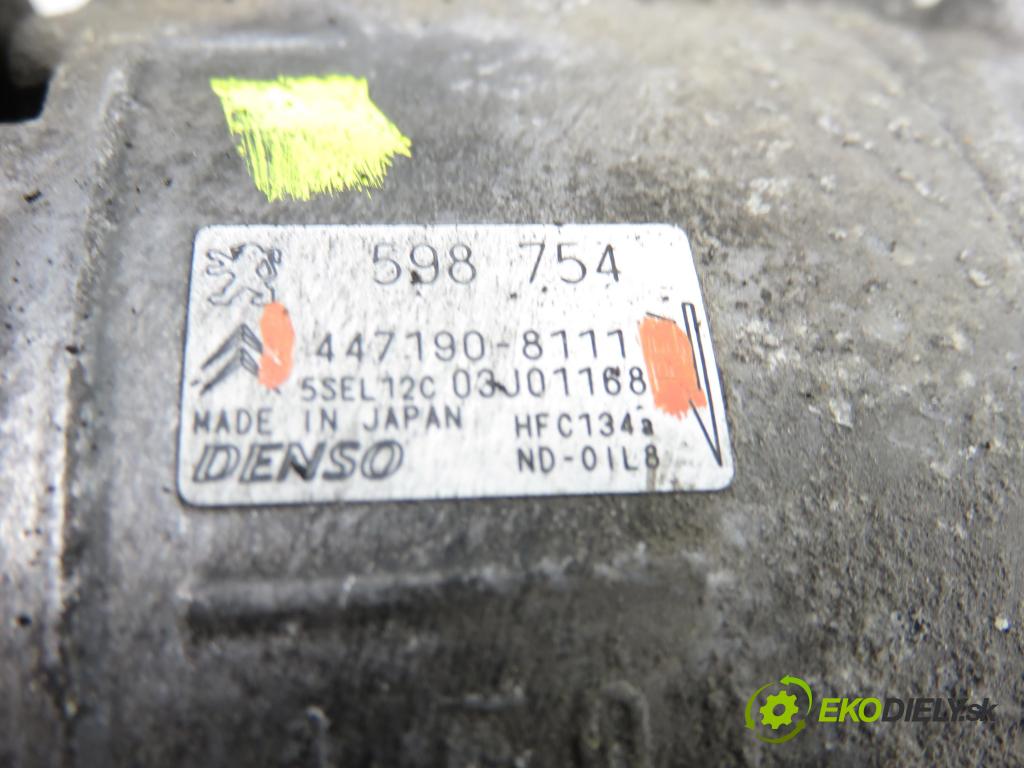 598 754
447190-8111
5SEL12C 03J01168
MADE IN JAPAN HFC134a
DENSO ND-OIL8
EKODIELY.sk